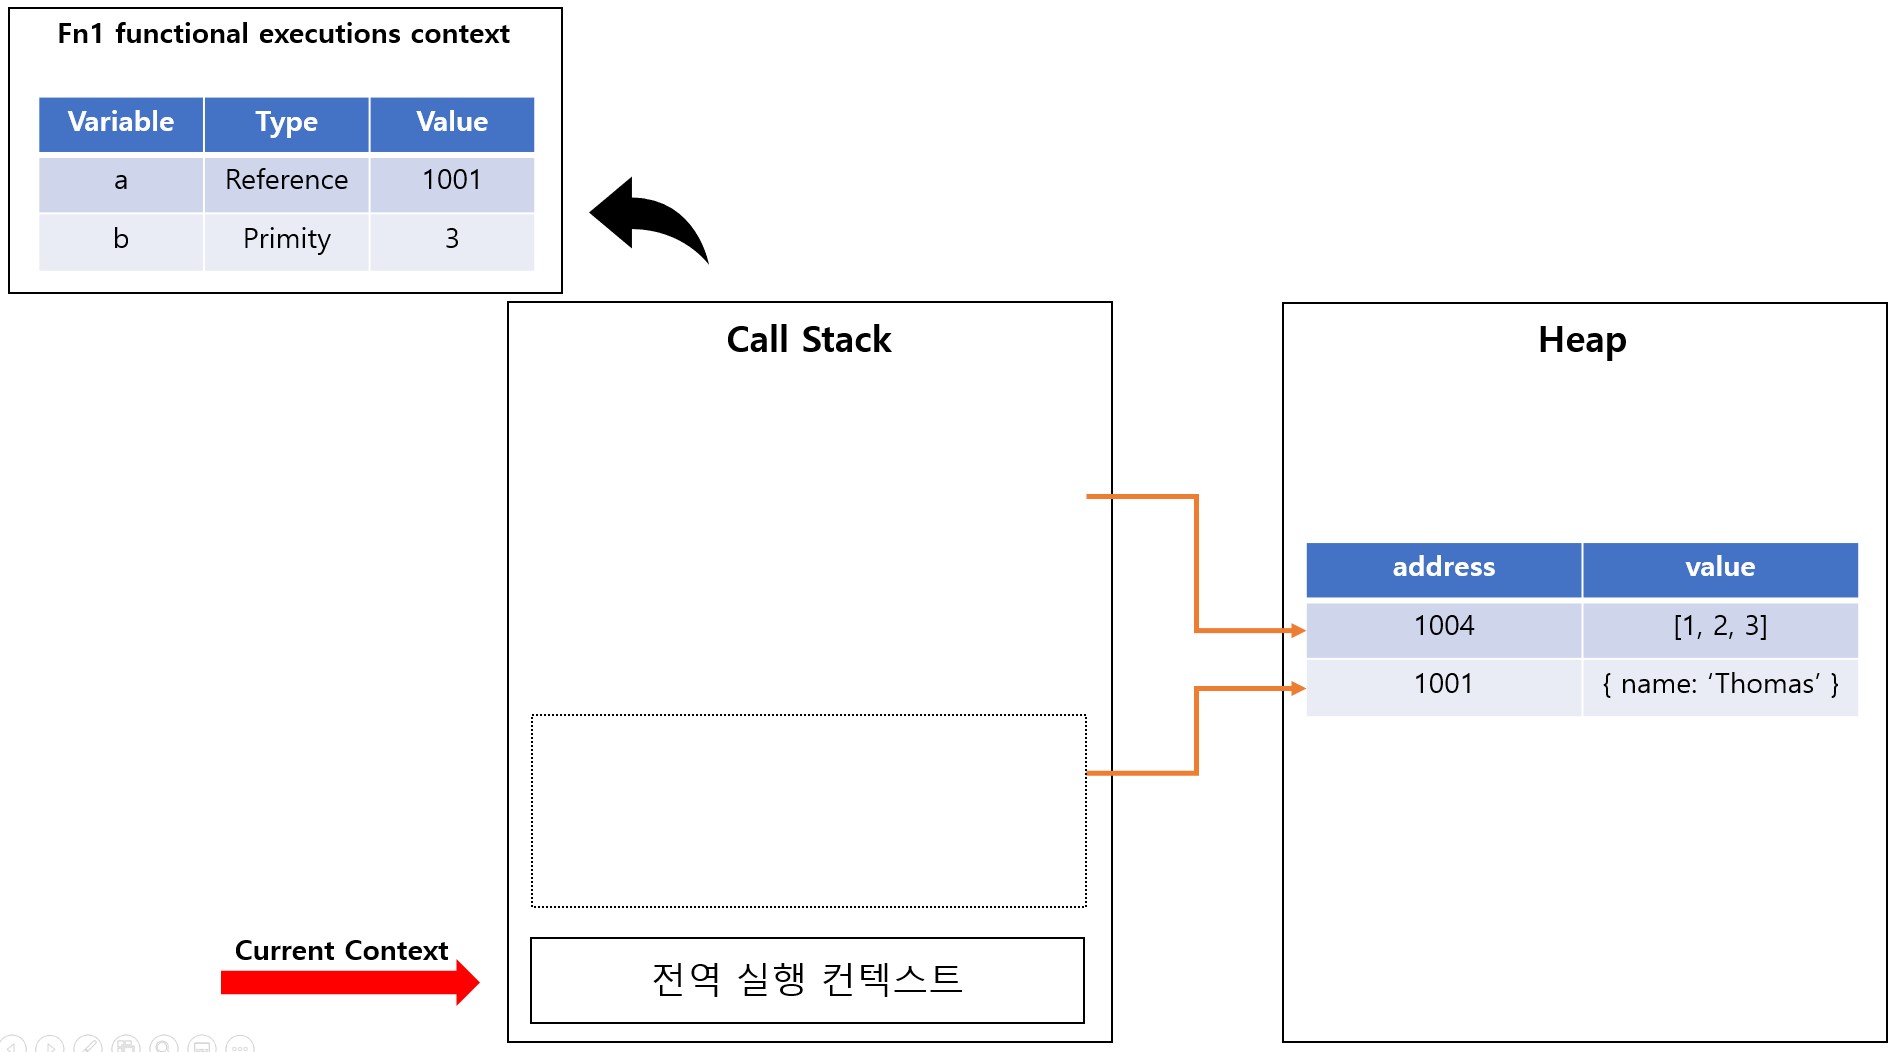 Fn1 functional executions context
Variable Type Value
a Reference 1001
b Primity 3
Call Stack
Heap
address value
1004 [1, 2, 3]
1001 { name: ‘Thomas’ }
Current Context
전역 실행 컨텍스트